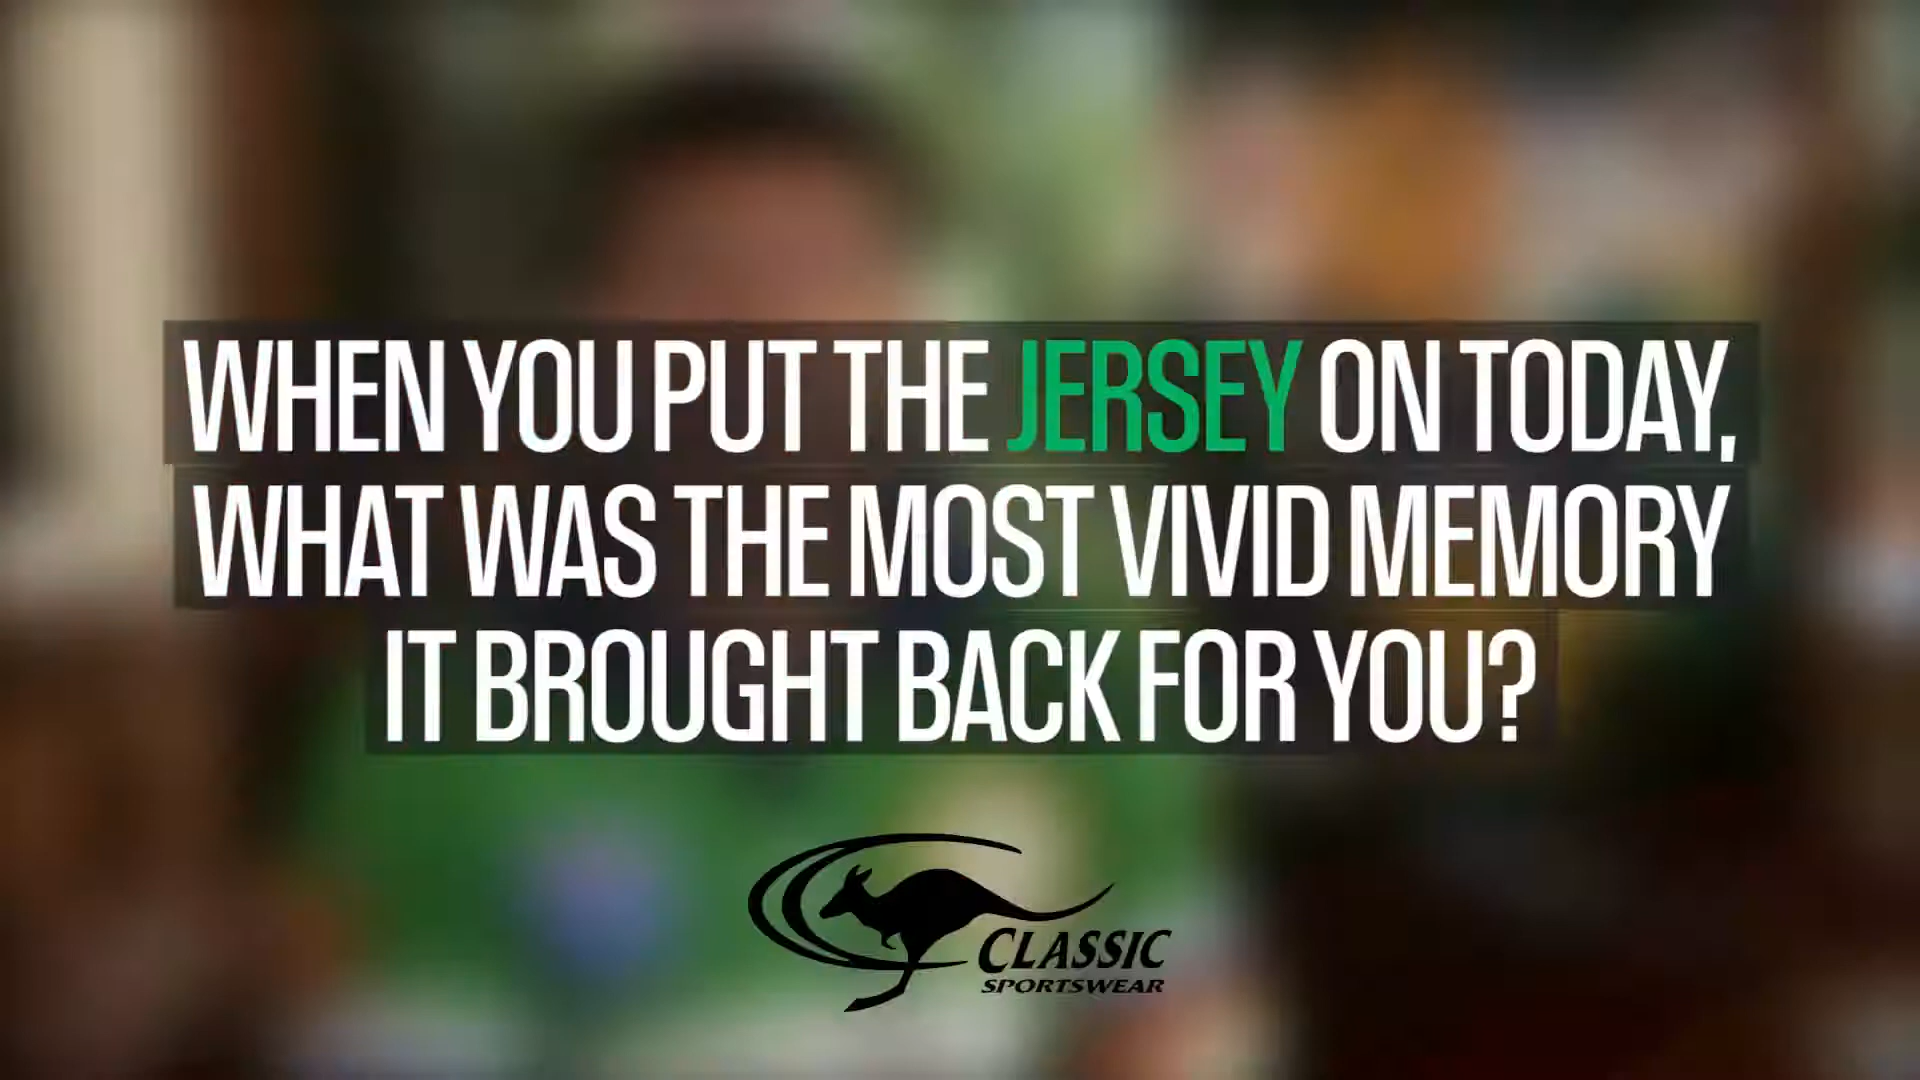 WHEN YOU PUT THE JERSEY ON TODAY,
WHAT WAS THE MOST VIVID MEMORY
IT BROUGHT BACK FOR YOU?
CLASSIC
SPORTSWEAR